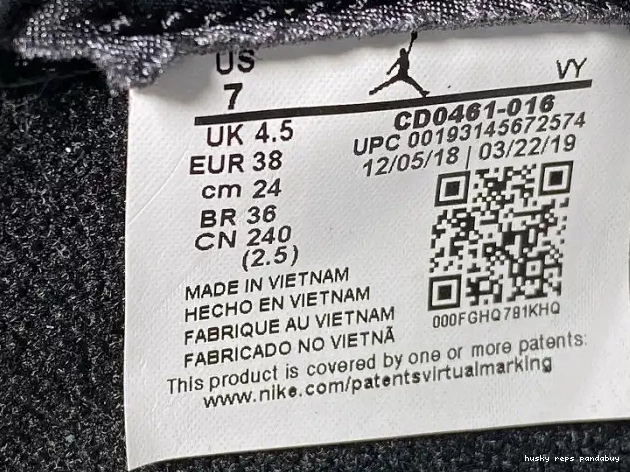 US VY
7
CD0461-016
UK 4.5 UPC 00193145672574
EUR 38 12/05/18 | 03/22/19
cm 24
BR 36
CN 240
(2.5)
000FGHQ791KHQ
MADE IN VIETNAM
HECHO EN VIETNAM
FABRIQUE AU VIETNAM
FABRICADO NO VIETNÃ
This product is covered by one or more patents:
www.nike.com/patentsvirtualmarking
husky reps pandabuy